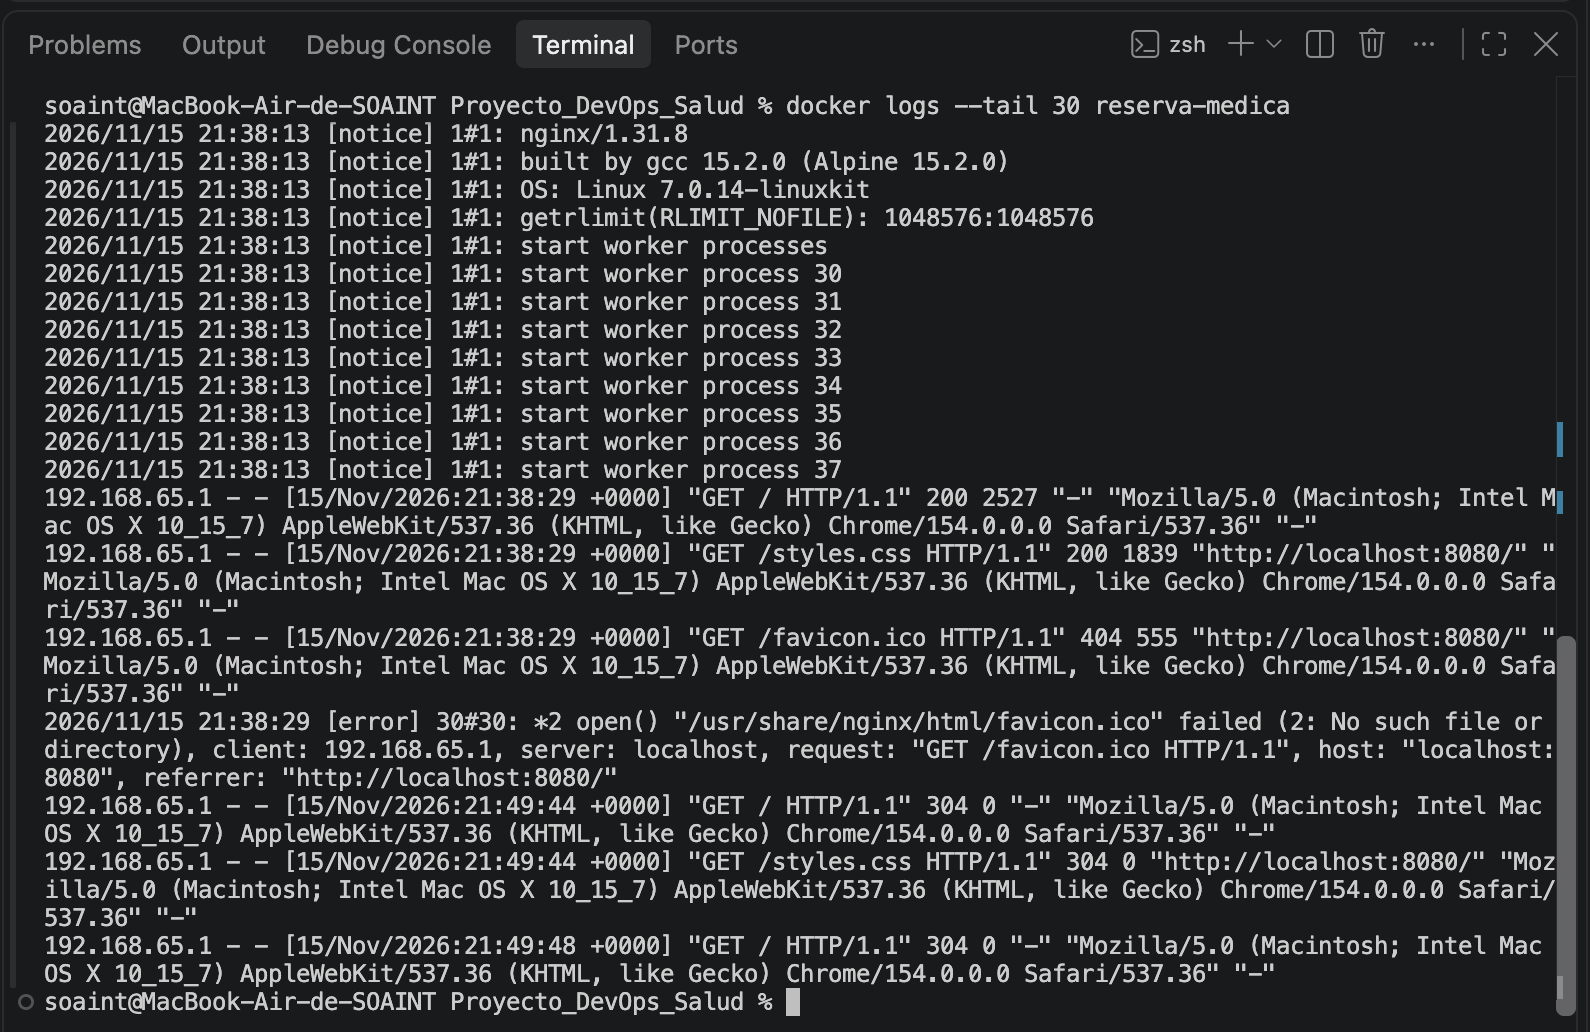 Problems Output Debug Console Terminal Ports zsh
soaint@MacBook-Air-de-SOAINT Proyecto_DevOps_Salud % docker logs --tail 30 reserva-medica
2026/11/15 21:38:13 [notice] 1#1: nginx/1.31.8
2026/11/15 21:38:13 [notice] 1#1: built by gcc 15.2.0 (Alpine 15.2.0)
2026/11/15 21:38:13 [notice] 1#1: OS: Linux 7.0.14-linuxkit
2026/11/15 21:38:13 [notice] 1#1: getrlimit(RLIMIT_NOFILE): 1048576:1048576
2026/11/15 21:38:13 [notice] 1#1: start worker processes
2026/11/15 21:38:13 [notice] 1#1: start worker process 30
2026/11/15 21:38:13 [notice] 1#1: start worker process 31
2026/11/15 21:38:13 [notice] 1#1: start worker process 32
2026/11/15 21:38:13 [notice] 1#1: start worker process 33
2026/11/15 21:38:13 [notice] 1#1: start worker process 34
2026/11/15 21:38:13 [notice] 1#1: start worker process 35
2026/11/15 21:38:13 [notice] 1#1: start worker process 36
2026/11/15 21:38:13 [notice] 1#1: start worker process 37
192.168.65.1 - - [15/Nov/2026:21:38:29 +0000] "GET / HTTP/1.1" 200 2527 "-" "Mozilla/5.0 (Macintosh; Intel M
ac OS X 10_15_7) AppleWebKit/537.36 (KHTML, like Gecko) Chrome/154.0.0.0 Safari/537.36" "-"
192.168.65.1 - - [15/Nov/2026:21:38:29 +0000] "GET /styles.css HTTP/1.1" 200 1839 "http://localhost:8080/" "
Mozilla/5.0 (Macintosh; Intel Mac OS X 10_15_7) AppleWebKit/537.36 (KHTML, like Gecko) Chrome/154.0.0.0 Safa
ri/537.36" "-"
192.168.65.1 - - [15/Nov/2026:21:38:29 +0000] "GET /favicon.ico HTTP/1.1" 404 555 "http://localhost:8080/" "
Mozilla/5.0 (Macintosh; Intel Mac OS X 10_15_7) AppleWebKit/537.36 (KHTML, like Gecko) Chrome/154.0.0.0 Safa
ri/537.36" "-"
2026/11/15 21:38:29 [error] 30#30: *2 open() "/usr/share/nginx/html/favicon.ico" failed (2: No such file or
directory), client: 192.168.65.1, server: localhost, request: "GET /favicon.ico HTTP/1.1", host: "localhost:
8080", referrer: "http://localhost:8080/"
192.168.65.1 - - [15/Nov/2026:21:49:44 +0000] "GET / HTTP/1.1" 304 0 "-" "Mozilla/5.0 (Macintosh; Intel Mac
OS X 10_15_7) AppleWebKit/537.36 (KHTML, like Gecko) Chrome/154.0.0.0 Safari/537.36" "-"
192.168.65.1 - - [15/Nov/2026:21:49:44 +0000] "GET /styles.css HTTP/1.1" 304 0 "http://localhost:8080/" "Moz
illa/5.0 (Macintosh; Intel Mac OS X 10_15_7) AppleWebKit/537.36 (KHTML, like Gecko) Chrome/154.0.0.0 Safari/
537.36" "-"
192.168.65.1 - - [15/Nov/2026:21:49:48 +0000] "GET / HTTP/1.1" 304 0 "-" "Mozilla/5.0 (Macintosh; Intel Mac
OS X 10_15_7) AppleWebKit/537.36 (KHTML, like Gecko) Chrome/154.0.0.0 Safari/537.36" "-"
soaint@MacBook-Air-de-SOAINT Proyecto_DevOps_Salud %